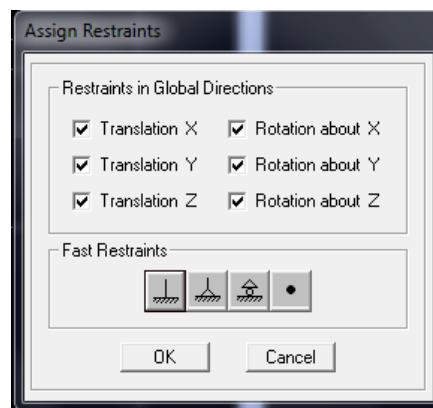 Assign Restraints
Restraints in Global Directions
Translation X Rotation about X
Translation Y Rotation about Y
Translation Z Rotation about Z
Fast Restraints
OK Cancel